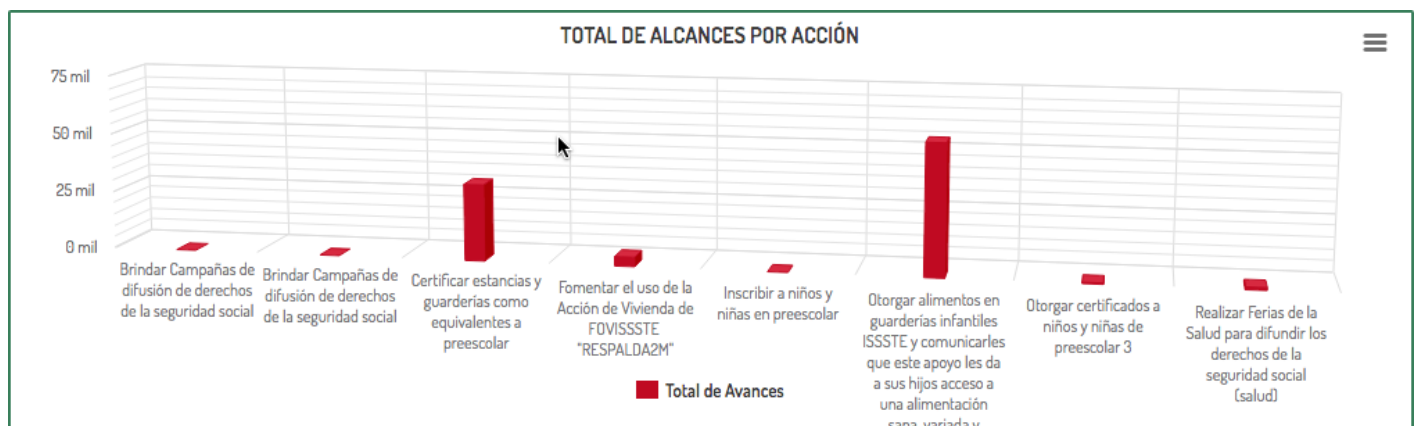 TOTAL DE ALCANCES POR ACCIÓN
75 mil
50 mil
25 mil
0 mil
Brindar Campañas de
difusión de derechos
de la seguridad social
Brindar Campañas de
difusión de derechos
de la seguridad social
Certificar estancias y
guarderías como
equivalentes a
preescolar
Fomentar el uso de la
Acción de Vivienda de
FOVISSSTE
"RESPALDA2M"
Inscribir a niños y
niñas en preescolar
Otorgar alimentos en
guarderías infantiles
ISSSTE y comunicarles
que este apoyo les da
a sus hijos acceso a
una alimentación
sana, variada y
Otorgar certificados a
niños y niñas de
preescolar 3
Realizar Ferias de la
Salud para difundir los
derechos de la
seguridad social
(salud)
Total de Avances